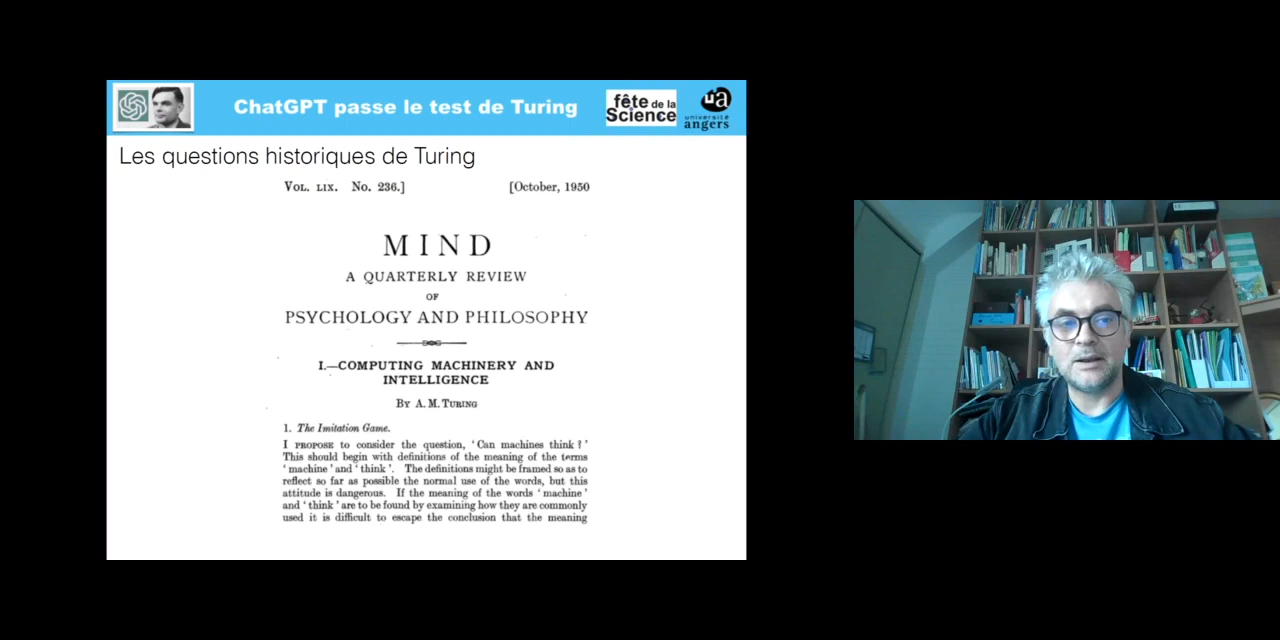 ChatGPT passe le test de Turing
fête de la
Science
ua
université
angers
Les questions historiques de Turing
VOL. LIX. No. 236.] [October, 1950
MIND
A QUARTERLY REVIEW
OF
PSYCHOLOGY AND PHILOSOPHY
I.—COMPUTING MACHINERY AND
INTELLIGENCE
BY A. M. TURING
1. The Imitation Game.
I PROPOSE to consider the question, ‘Can machines think?’
This should begin with definitions of the meaning of the terms
‘machine’ and ‘think’. The definitions might be framed so as to
reflect so far as possible the normal use of the words, but this
attitude is dangerous. If the meaning of the words ‘machine’
and ‘think’ are to be found by examining how they are commonly
used it is difficult to escape the conclusion that the meaning